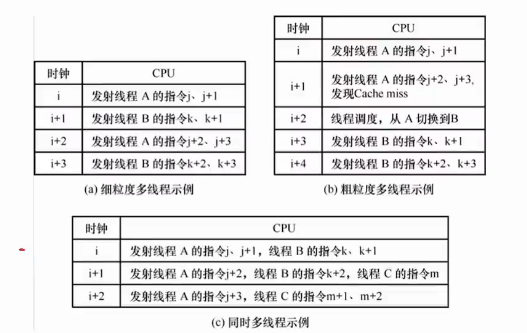 时钟 CPU
i 发射线程 A 的指令j、j+1
i+1 发射线程 B 的指令k、k+1
i+2 发射线程 A 的指令j+2、j+3
i+3 发射线程 B 的指令k+2、k+3
(a) 细粒度多线程示例
时钟 CPU
i 发射线程 A 的指令j、j+1
i+1 发射线程 A 的指令j+2、j+3,
发现Cache miss
i+2 线程调度，从 A 切换到B
i+3 发射线程 B 的指令k、k+1
i+4 发射线程 B 的指令k+2、k+3
(b) 粗粒度多线程示例
时钟 CPU
i 发射线程 A 的指令j、j+1，线程 B 的指令k、k+1
i+1 发射线程 A 的指令j+2，线程 B 的指令k+2，线程 C 的指令m
i+2 发射线程 A 的指令j+3，线程 C 的指令m+1、m+2
(c) 同时多线程示例